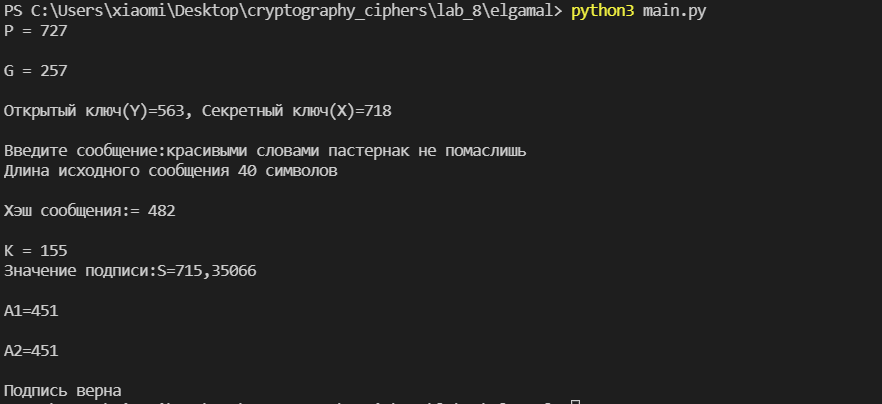 PS C:\Users\xiaomi\Desktop\cryptography_ciphers\lab_8\elgamal> python3 main.py
P = 727
G = 257
Открытый ключ(Y)=563, Секретный ключ(X)=718
Введите сообщение:красивыми словами пастернак не помаслишь
Длина исходного сообщения 40 символов
Хэш сообщения:= 482
K = 155
Значение подписи:S=715,35066
A1=451
A2=451
Подпись верна